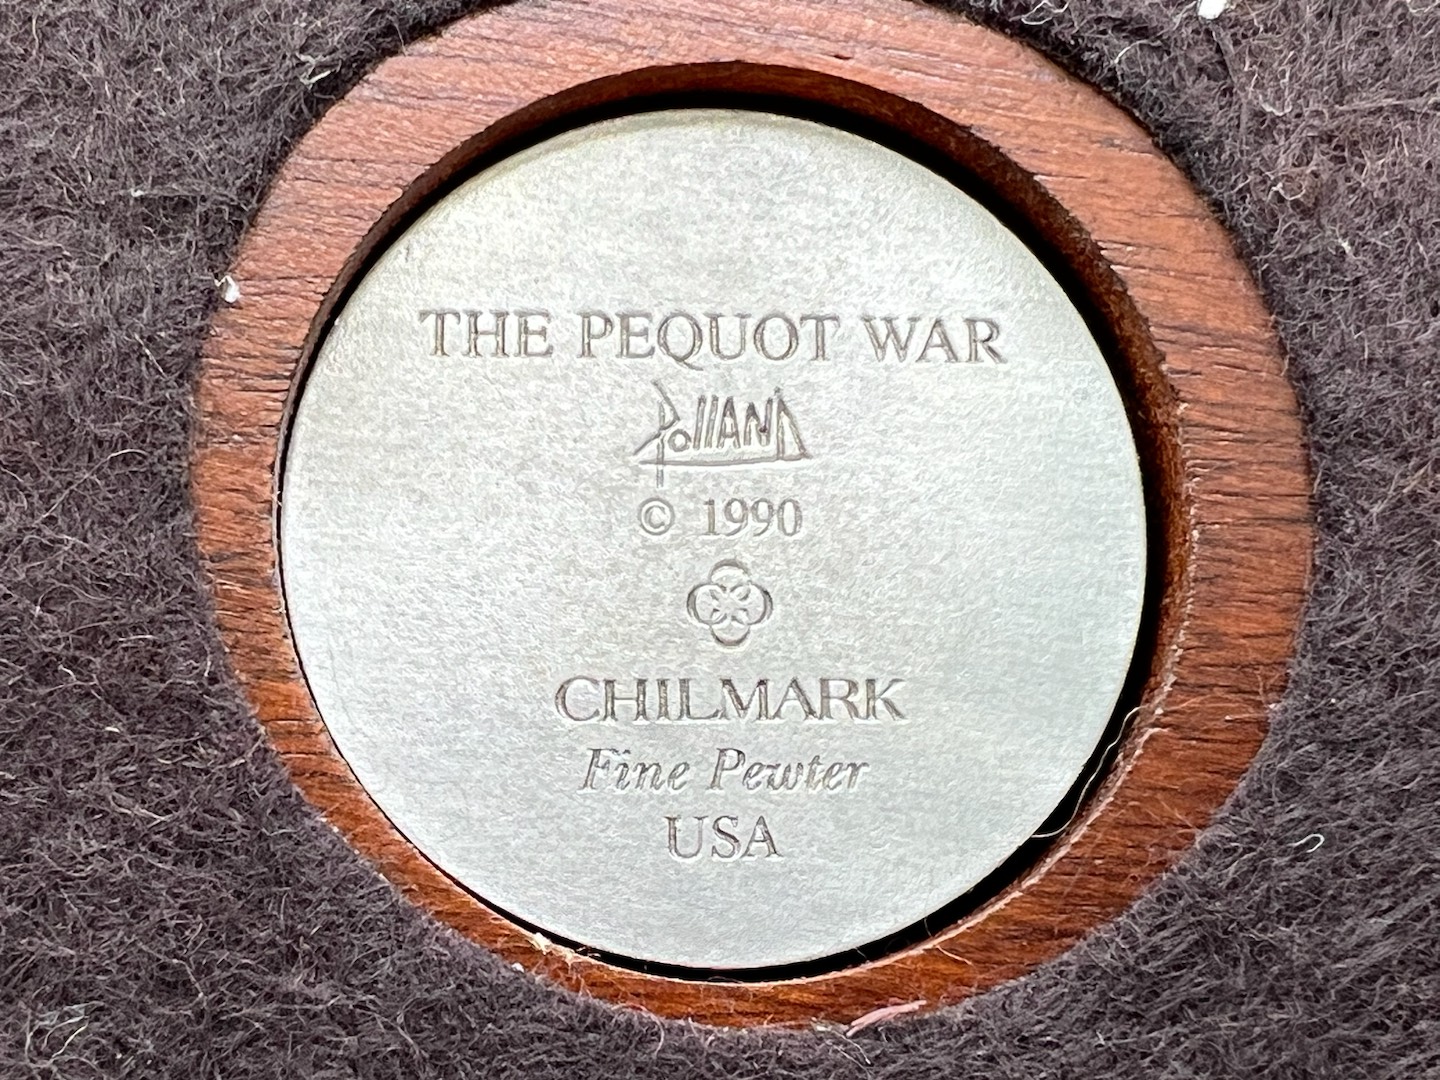 THE PEQUOT WAR
Polland
© 1990
CHILMARK
Fine Pewter
USA